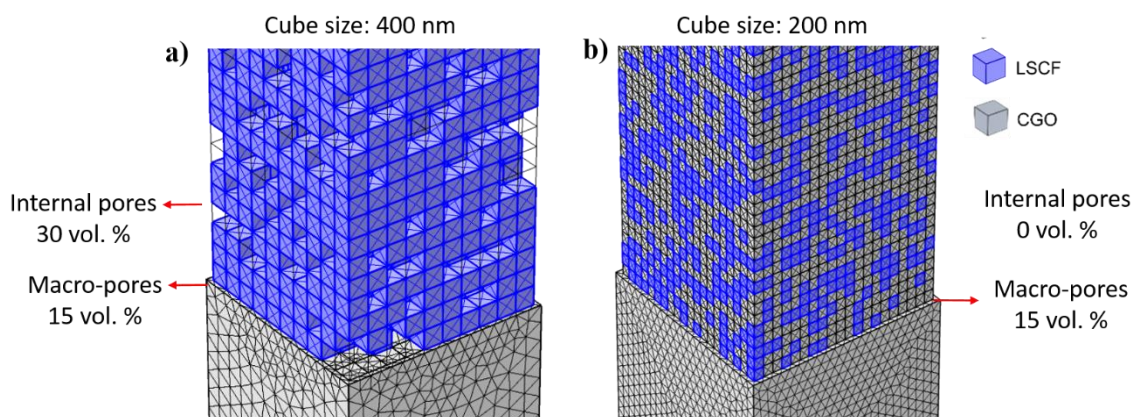 Cube size: 400 nm
a)
Internal pores
30 vol. %
Macro-pores
15 vol. %
Cube size: 200 nm
b)
LSCF
CGO
Internal pores
0 vol. %
Macro-pores
15 vol. %